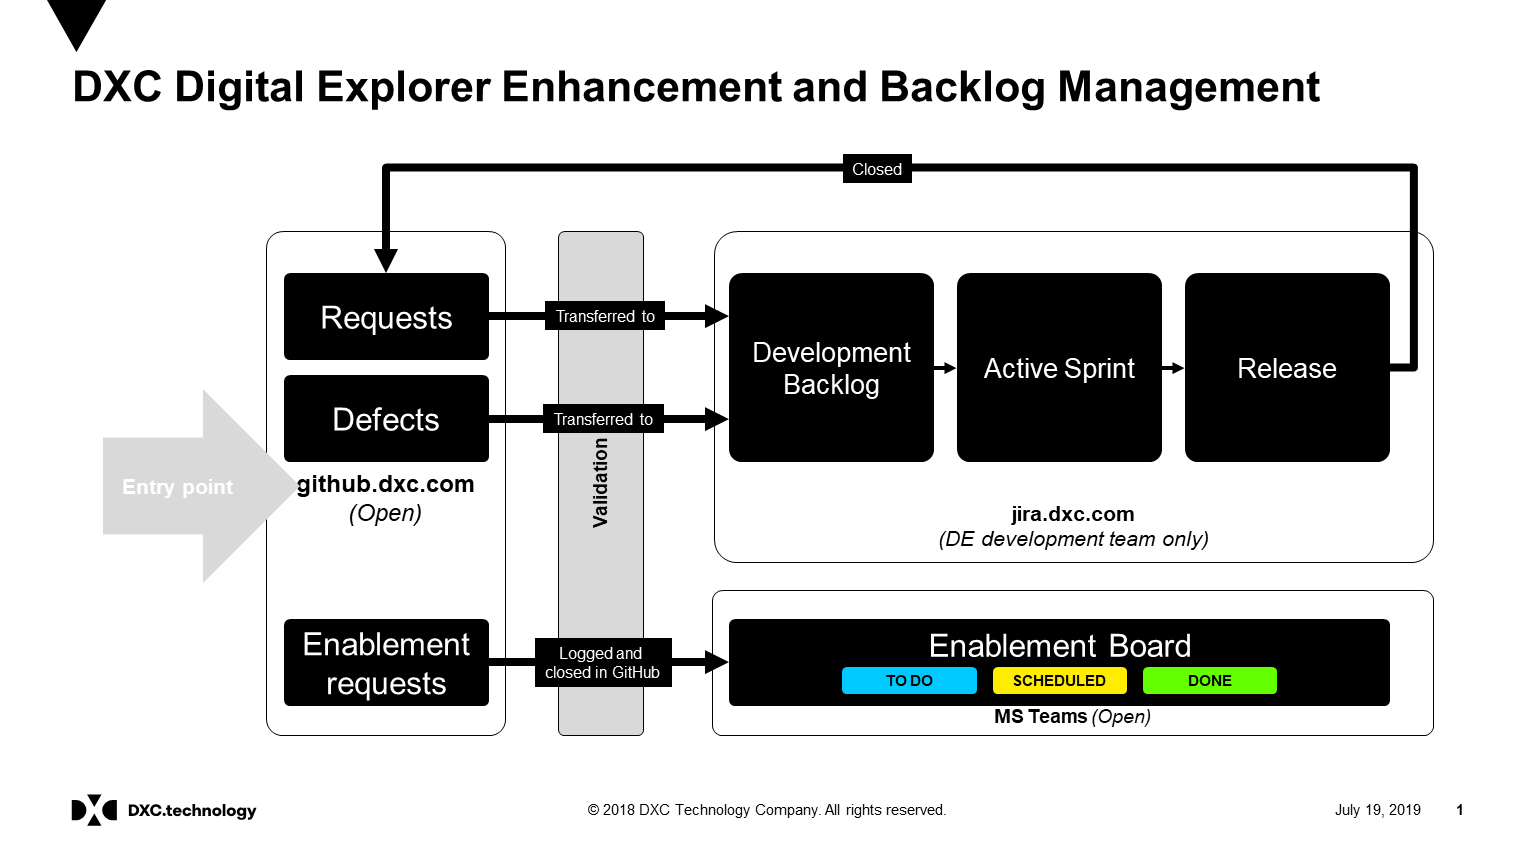 DXC Digital Explorer Enhancement and Backlog Management
Closed
Requests
Transferred to
Development
Backlog
Active Sprint
Release
Defects
Transferred to
Entry point
github.dxc.com
(Open)
Validation
jira.dxc.com
(DE development team only)
Enablement
requests
Logged and
closed in GitHub
Enablement Board
TO DO
SCHEDULED
DONE
MS Teams (Open)
DXC.technology
© 2018 DXC Technology Company. All rights reserved.
July 19, 2019
1